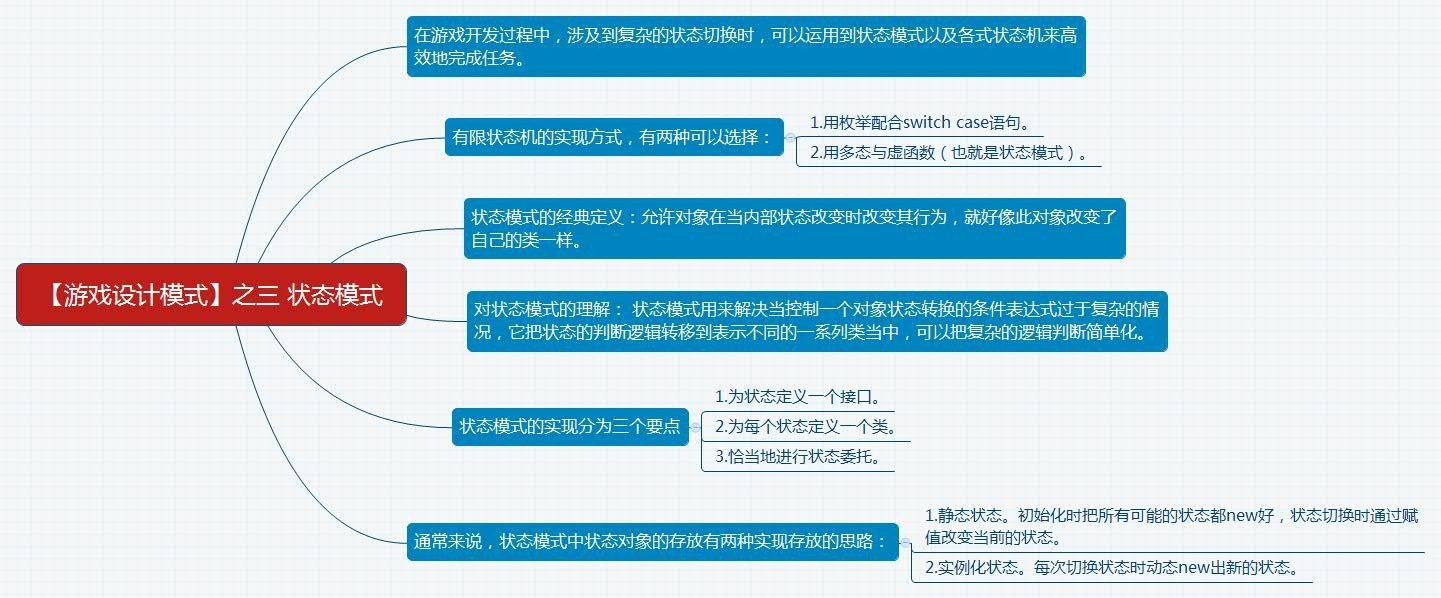 在游戏开发过程中，涉及到复杂的状态切换时，可以运用到状态模式以及各式状态机来高
效地完成任务。
有限状态机的实现方式，有两种可以选择：
1.用枚举配合switch case语句。
2.用多态与虚函数（也就是状态模式）。
状态模式的经典定义：允许对象在当内部状态改变时改变其行为，就好像此对象改变了
自己的类一样。
【游戏设计模式】之三 状态模式
对状态模式的理解： 状态模式用来解决当控制一个对象状态转换的条件表达式过于复杂的情
况，它把状态的判断逻辑转移到表示不同的一系列类当中，可以把复杂的逻辑判断简单化。
状态模式的实现分为三个要点
1.为状态定义一个接口。
2.为每个状态定义一个类。
3.恰当地进行状态委托。
通常来说，状态模式中状态对象的存放有两种实现存放的思路：
1.静态状态。初始化时把所有可能的状态都new好，状态切换时通过赋
值改变当前的状态。
2.实例化状态。每次切换状态时动态new出新的状态。